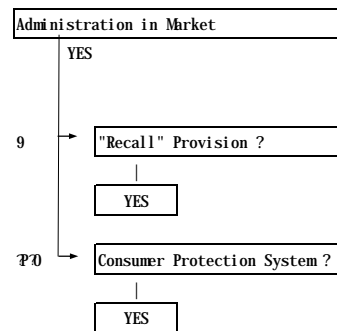 Administration in Market
YES
9 "Recall" Provision ?
YES
Consumer Protection System ?
YES